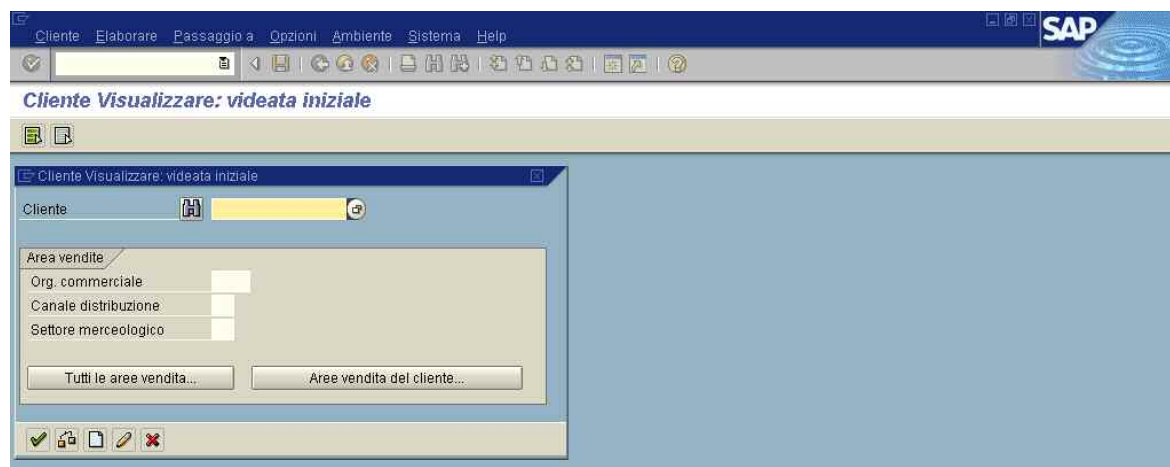 Cliente Elaborare Passaggio a Opzioni Ambiente Sistema Help
SAP
Cliente Visualizzare: videata iniziale
Cliente Visualizzare: videata iniziale
Cliente
Area vendite
Org. commerciale
Canale distribuzione
Settore merceologico
Tutti le aree vendita... Aree vendita del cliente...